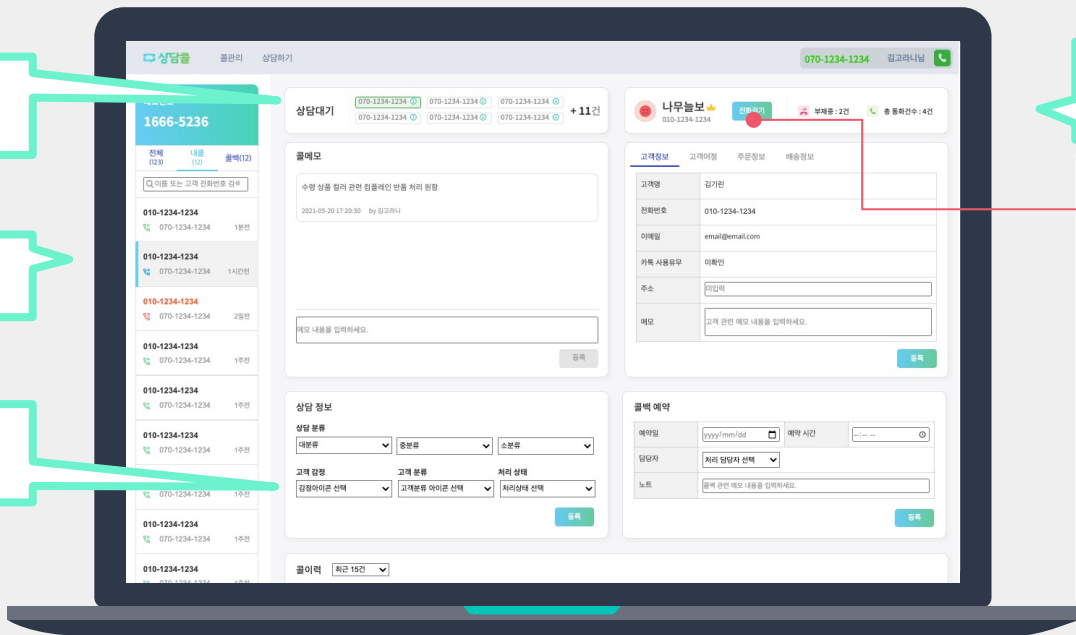 상담콜 콜관리 상담하기 070-1234-1234 김고라니님
1666-5236
전체 내콜 콜백(12)
(123) (12)
이름 또는 고객 전화번호 검색
010-1234-1234
070-1234-1234 1분전
010-1234-1234
070-1234-1234 1시간전
010-1234-1234
070-1234-1234 2일전
010-1234-1234
070-1234-1234 1주전
010-1234-1234
070-1234-1234 1주전
010-1234-1234
070-1234-1234 1주전
070-1234-1234 1주전
010-1234-1234
070-1234-1234 1주전
010-1234-1234
070-1234-1234 1주전
상담대기
070-1234-1234 070-1234-1234 070-1234-1234
070-1234-1234 070-1234-1234 070-1234-1234
+ 11건
콜메모
수령 상품 컬러 관련 컴플레인 반품 처리 원함
2021-05-20 17:20:30 by 김고라니
메모 내용을 입력하세요.
등록
상담 정보
상담 분류
대분류 중분류 소분류
고객 감정 고객 분류 처리 상태
감정아이콘 선택 고객분류 아이콘 선택 처리상태 선택
등록
콜이력 최근 15건
나무늘보
010-1234-1234
전화걸기
부재중 : 2건 총 통화건수 : 4건
고객정보 고객여정 주문정보 배송정보
고객명 김기린
전화번호 010-1234-1234
이메일 email@email.com
카톡 사용유무 미확인
주소 미입력
메모 고객 관련 메모 내용을 입력하세요.
등록
콜백 예약
예약일 yyyy/mm/dd 예약 시간 --:-- --
담당자 처리 담당자 선택
노트 콜백 관련 메모 내용을 입력하세요.
등록